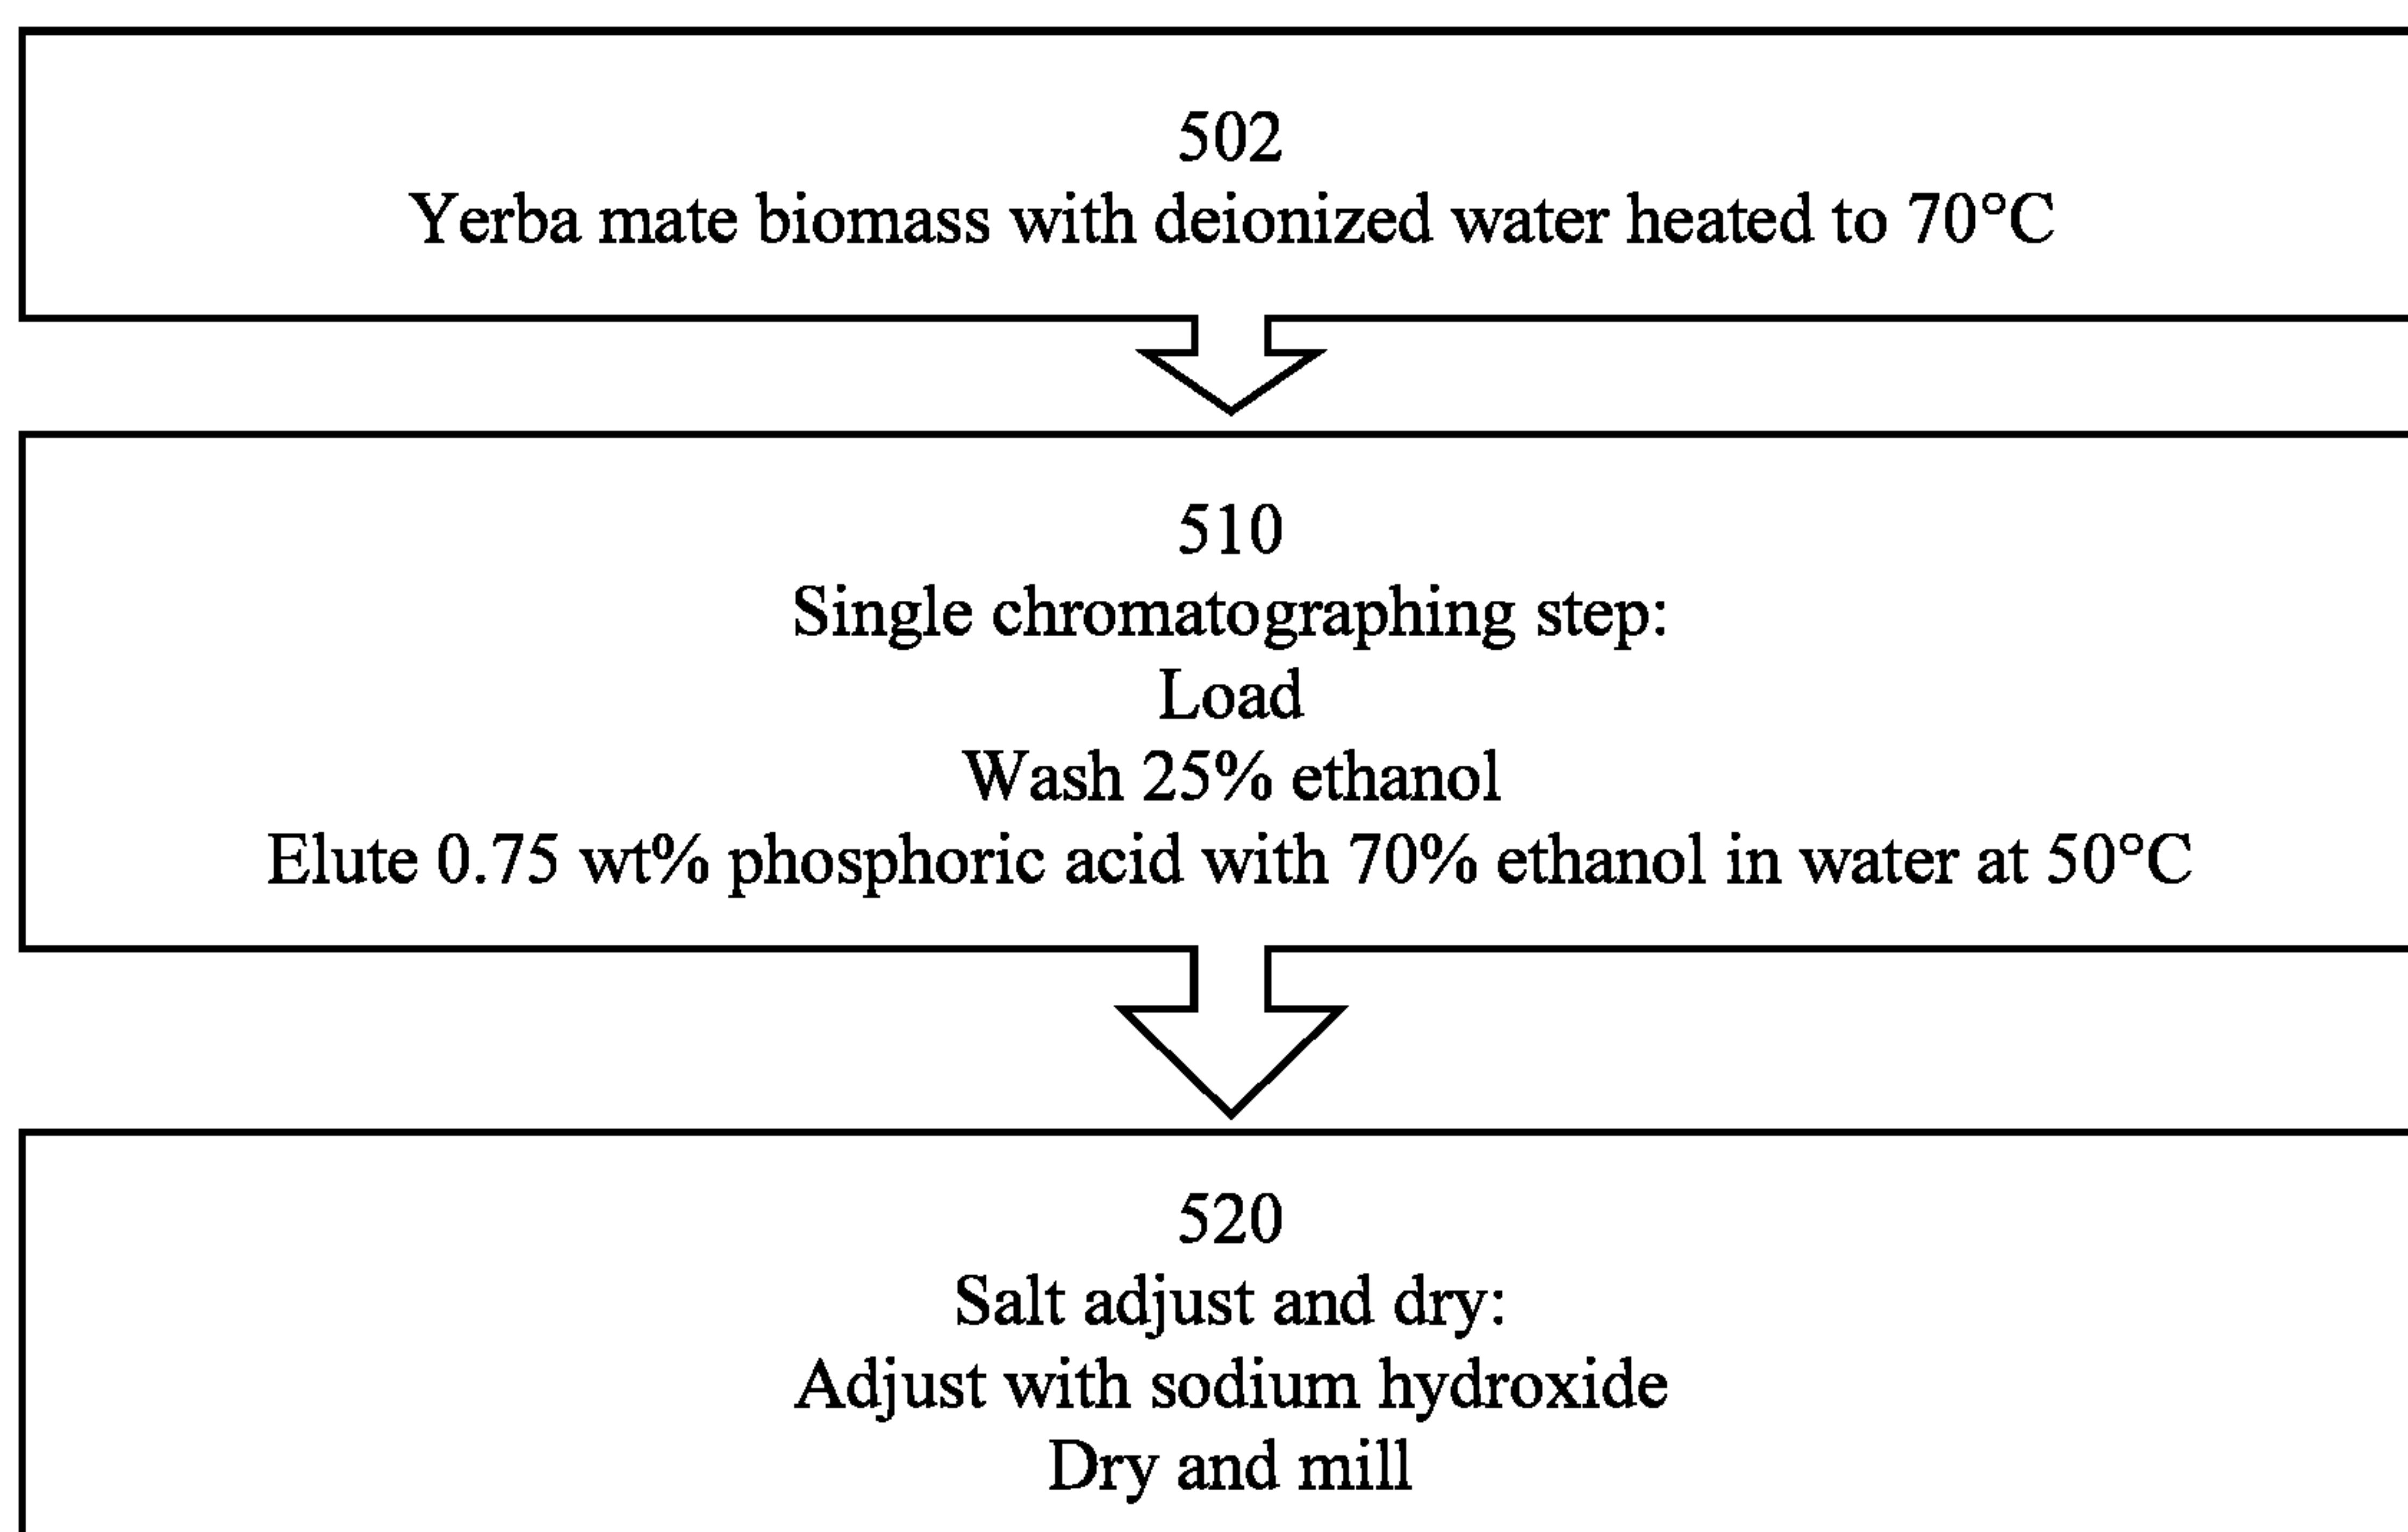 502
Yerba mate biomass with deionized water heated to 70°C
510
Single chromatographing step:
Load
Wash 25% ethanol
Elute 0.75 wt% phosphoric acid with 70% ethanol in water at 50°C
520
Salt adjust and dry:
Adjust with sodium hydroxide
Dry and mill